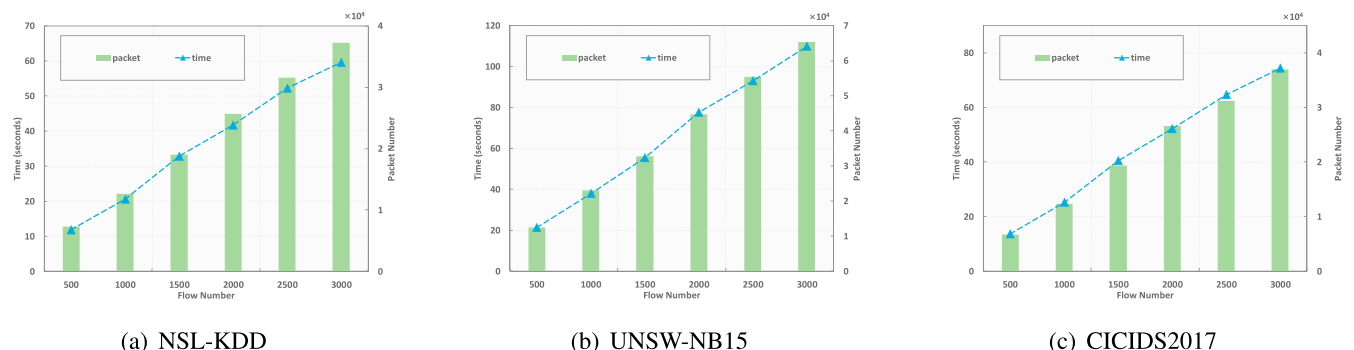 ×10⁴
70
60
50
40
30
20
10
0
Time (seconds)
packet
time
4
3
2
1
0
Packet Number
500 1000 1500 2000 2500 3000
Flow Number
(a) NSL-KDD
×10⁴
120
100
80
60
40
20
0
Time (seconds)
packet
time
7
6
5
4
3
2
1
0
Packet Number
500 1000 1500 2000 2500 3000
Flow Number
(b) UNSW-NB15
×10⁴
80
60
40
20
0
Time (seconds)
packet
time
4
3
2
1
0
Packet Number
500 1000 1500 2000 2500 3000
Flow Number
(c) CICIDS2017